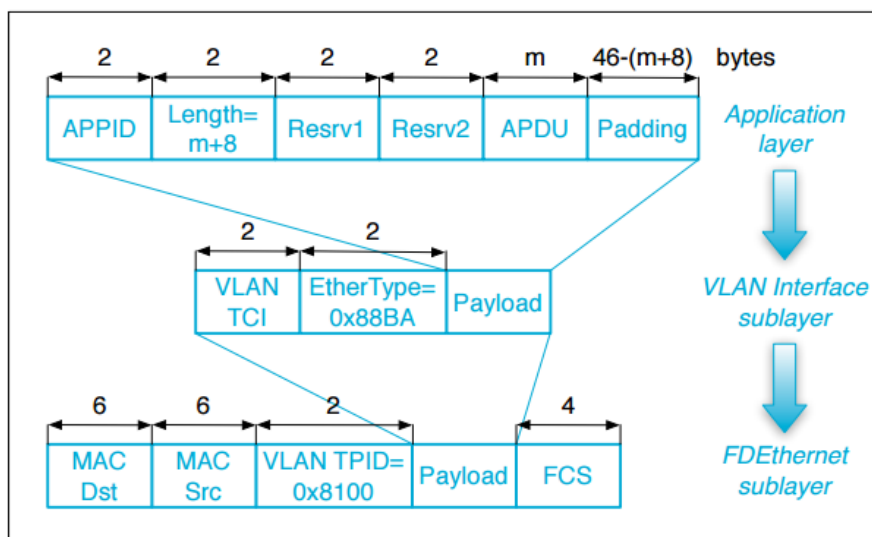 2 2 2 2 m 46-(m+8) bytes
APPID Length= m+8 Resrv1 Resrv2 APDU Padding
Application layer
2 2
VLAN TCI EtherType= 0x88BA Payload
VLAN Interface sublayer
6 6 2 4
MAC Dst MAC Src VLAN TPID= 0x8100 Payload FCS
FDEthernet sublayer